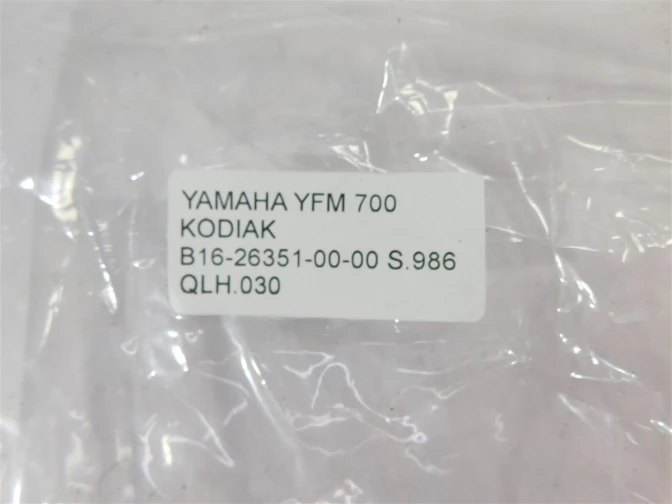 YAMAHA YFM 700
KODIAK
B16-26351-00-00 S.986
QLH.030